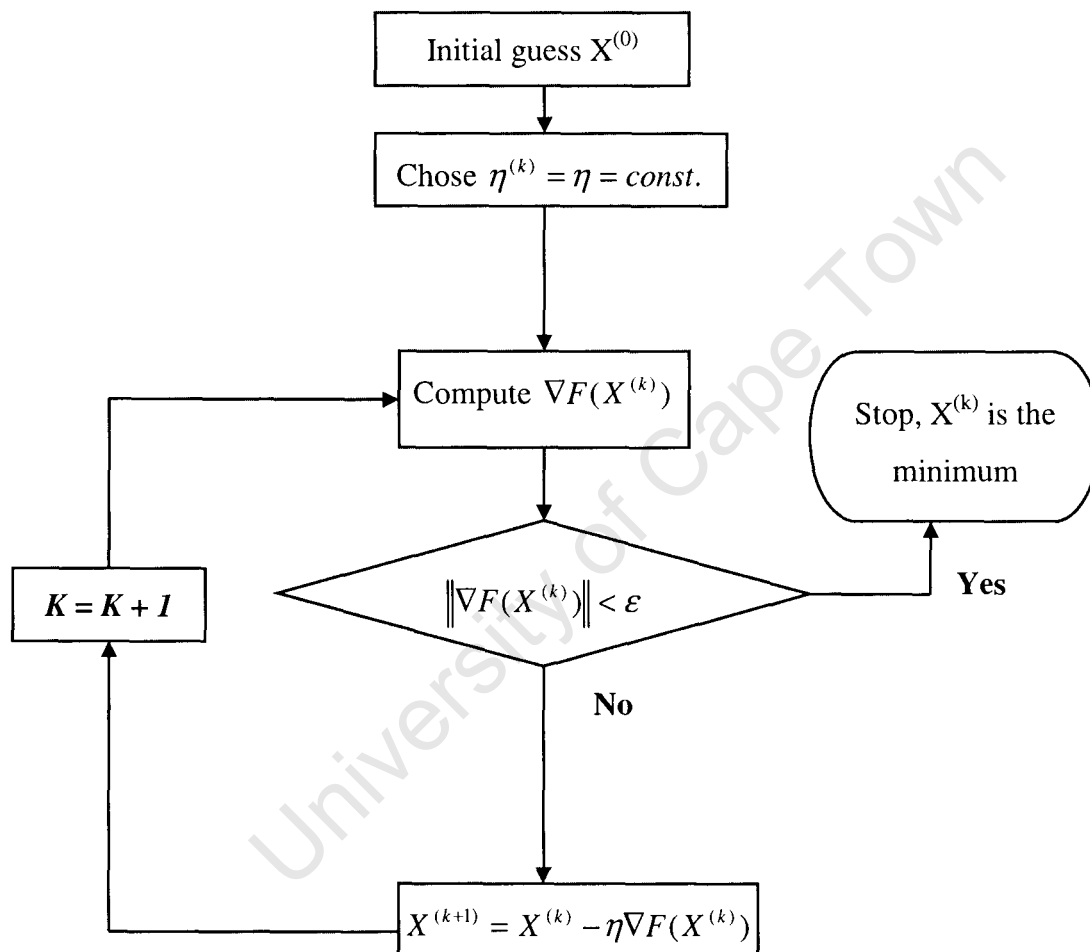 Initial guess X^(0)
Chose η^(k) = η = const.
Compute ∇F(X^(k))
Stop, X^(k) is the
minimum
K = K + 1
‖∇F(X^(k))‖ < ε
Yes
No
X^(k+1) = X^(k) − η∇F(X^(k))
University of Cape Town